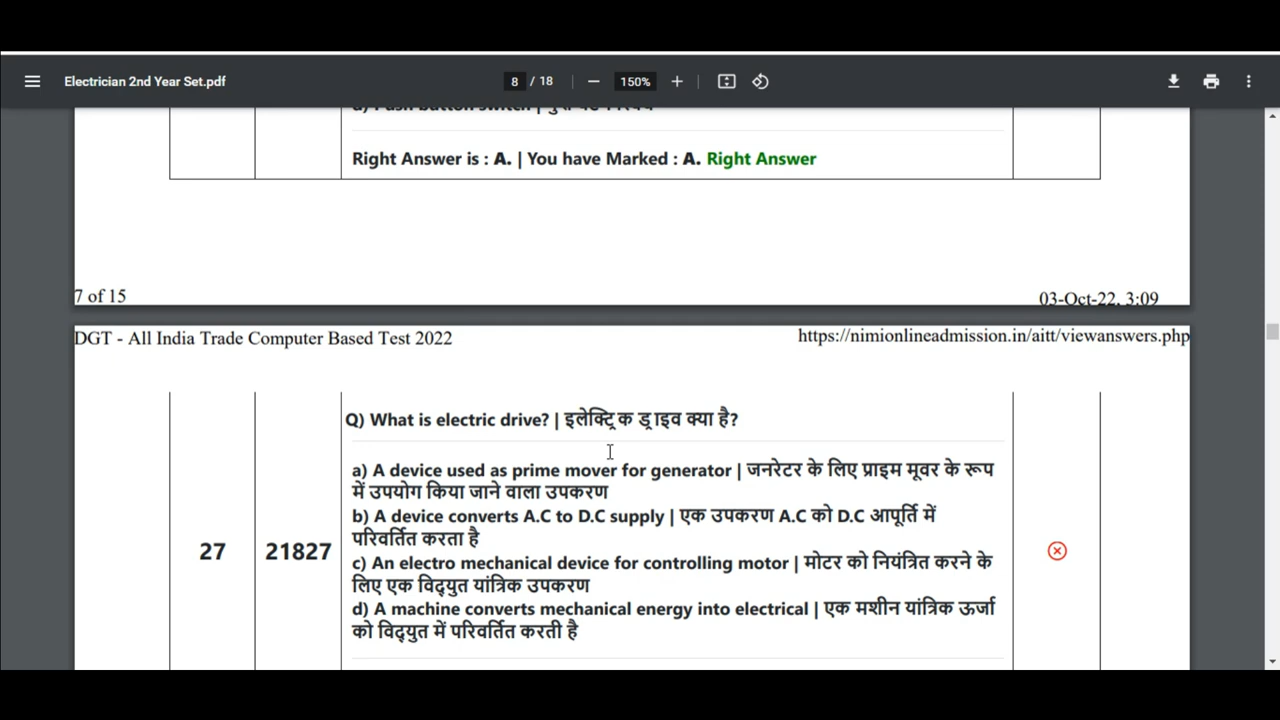 Electrician 2nd Year Set.pdf
8 / 18
150%
Right Answer is : A. | You have Marked : A. Right Answer
7 of 15
03-Oct-22, 3:09
DGT - All India Trade Computer Based Test 2022
https://nimionlineadmission.in/aitt/viewanswers.php
Q) What is electric drive? | इलेक्ट्रिक ड्राइव क्या है?
a) A device used as prime mover for generator | जनरेटर के लिए प्राइम मूवर के रूप
में उपयोग किया जाने वाला उपकरण
b) A device converts A.C to D.C supply | एक उपकरण A.C को D.C आपूर्ति में
परिवर्तित करता है
27
21827
c) An electro mechanical device for controlling motor | मोटर को नियंत्रित करने के
लिए एक विद्युत यांत्रिक उपकरण
d) A machine converts mechanical energy into electrical | एक मशीन यांत्रिक ऊर्जा
को विद्युत में परिवर्तित करती है